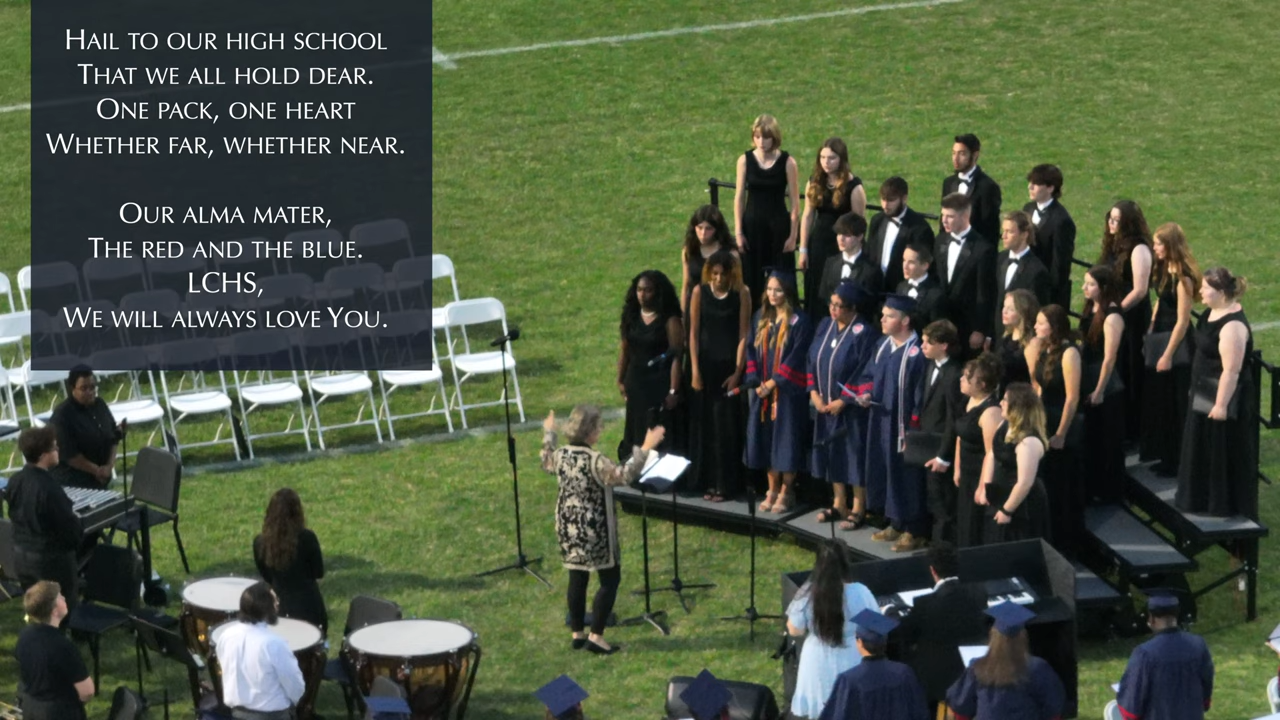 Hail to our high school
That we all hold dear.
One pack, one heart
Whether far, whether near.
Our alma mater,
The red and the blue.
LCHS,
We will always love You.